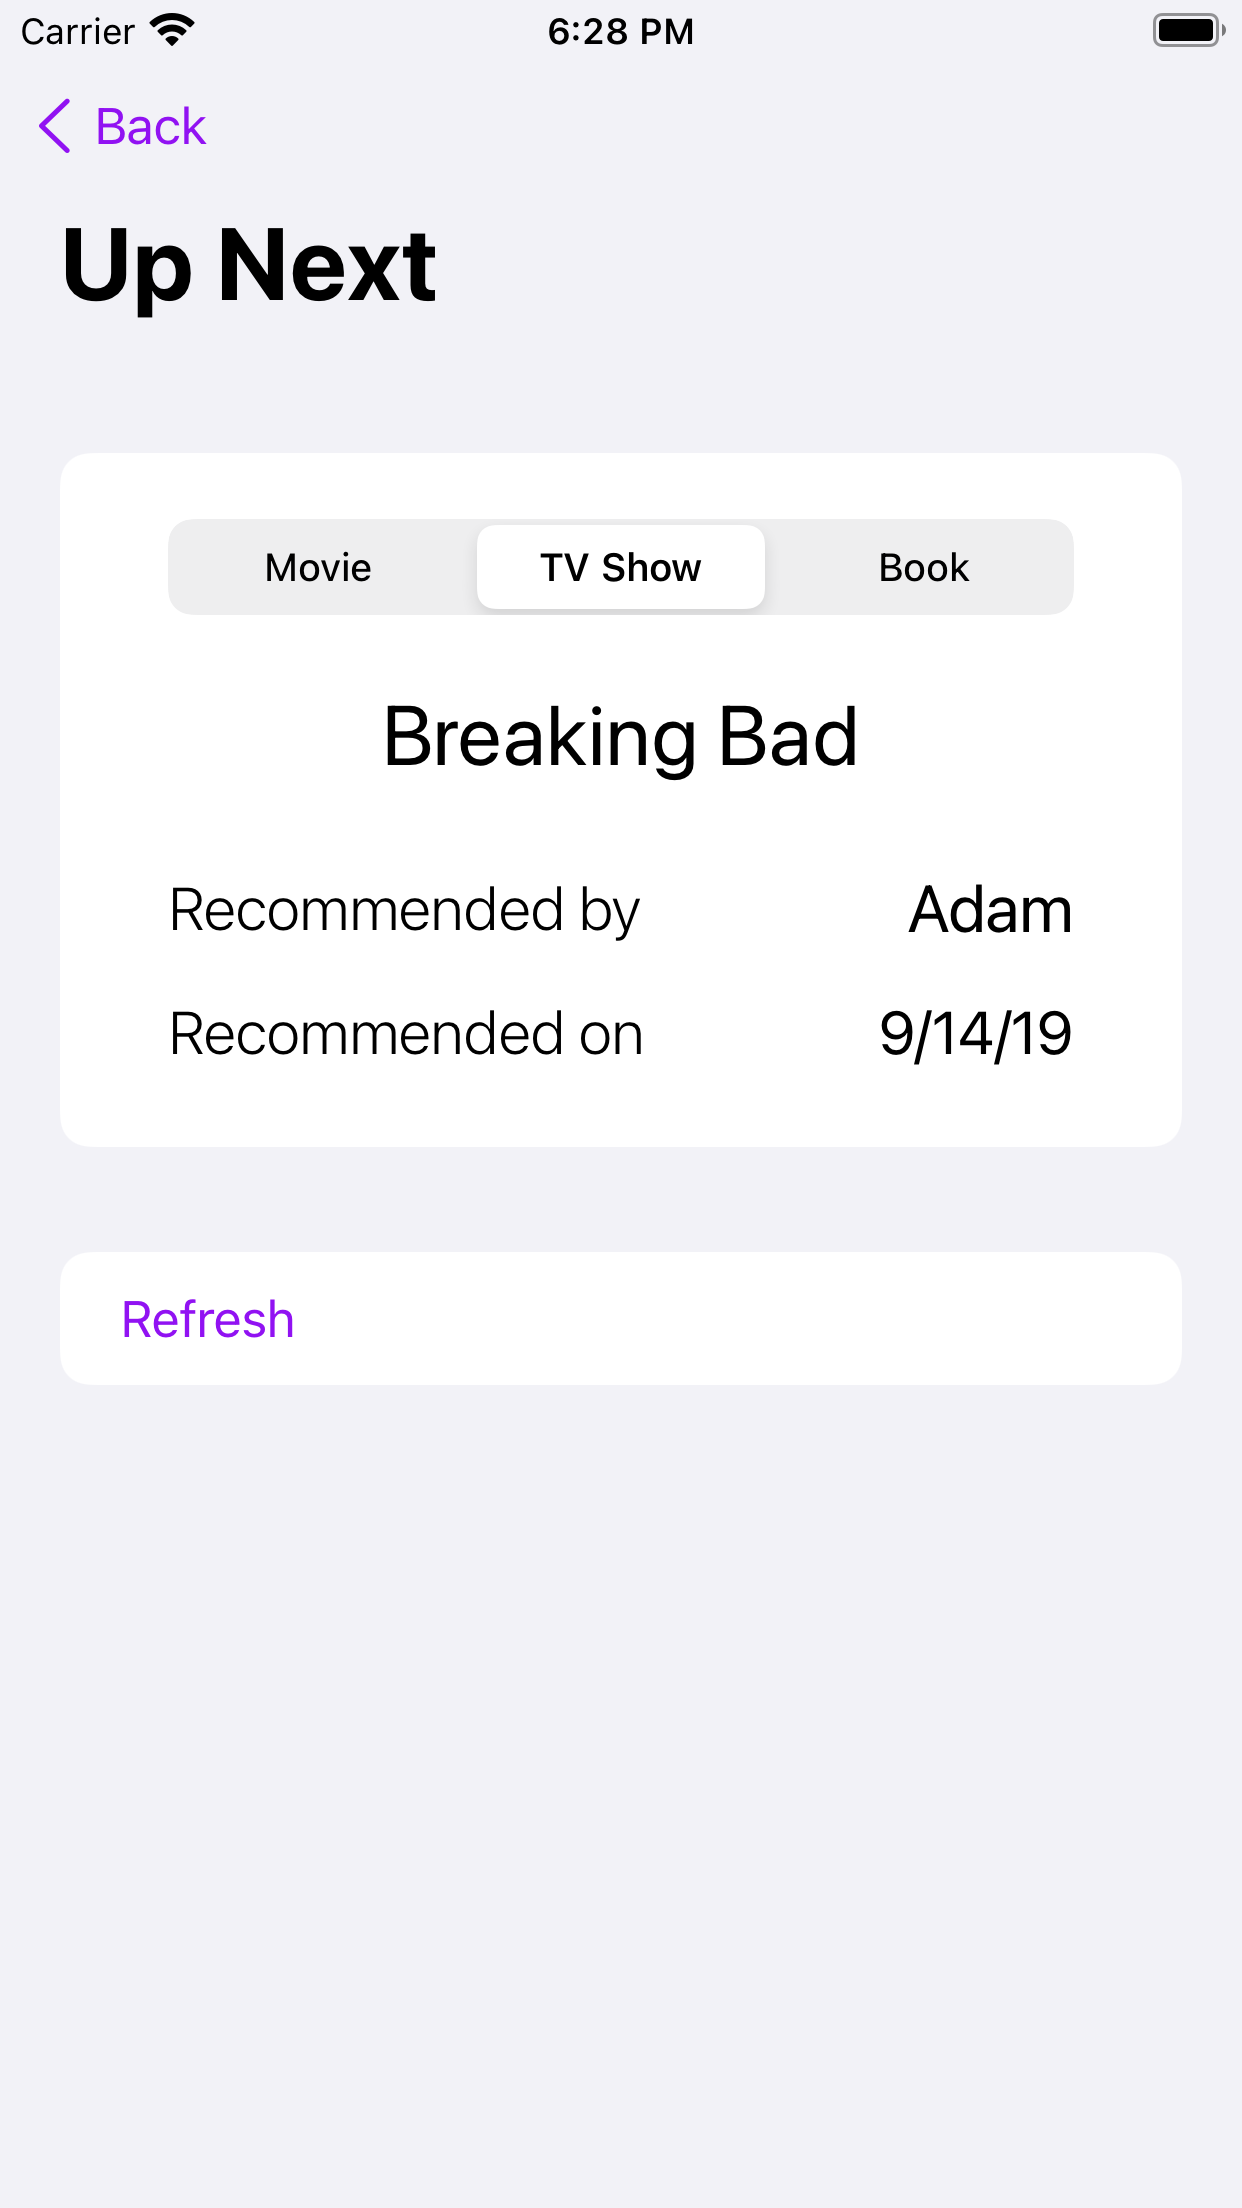 Carrier 6:28 PM
Back
Up Next
Movie TV Show Book
Breaking Bad
Recommended by Adam
Recommended on 9/14/19
Refresh